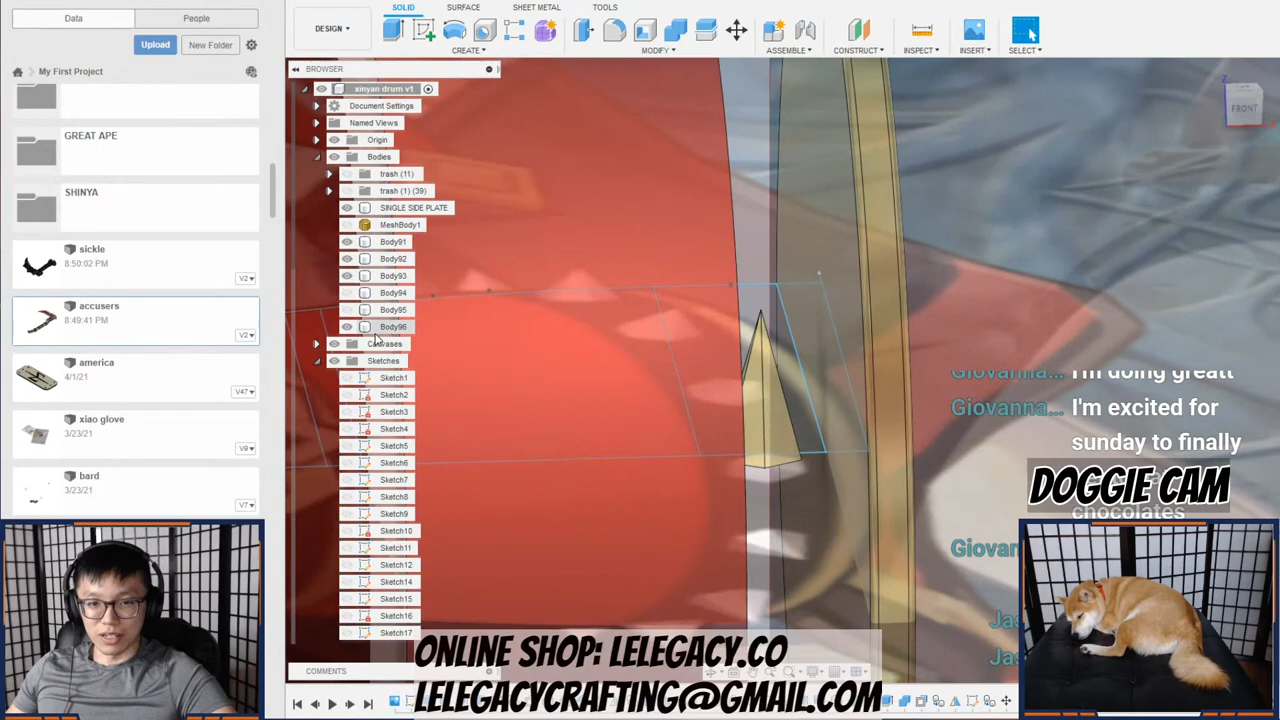 Data
People
Upload
New Folder
My First Project
GREAT APE
SHINYA
sickle
8:50:02 PM
V2
accusers
8:49:41 PM
V2
america
4/1/21
V47
xiao glove
3/23/21
V9
bard
3/23/21
V7
DESIGN
SOLID
SURFACE
SHEET METAL
TOOLS
CREATE
MODIFY
ASSEMBLE
CONSTRUCT
INSPECT
INSERT
SELECT
BROWSER
xinyan drum v1
Document Settings
Named Views
Origin
Bodies
trash (11)
trash (1) (39)
SINGLE SIDE PLATE
MeshBody1
Body91
Body92
Body93
Body94
Body95
Body96
Canvases
Sketches
Sketch1
Sketch2
Sketch3
Sketch4
Sketch5
Sketch6
Sketch7
Sketch8
Sketch9
Sketch10
Sketch11
Sketch12
Sketch14
Sketch15
Sketch16
Sketch17
COMMENTS
Z
FRONT
Giovanna... I'm doing greatt
Giovanna... I'm excited for
sunday to finally
chocolates
Giovanna...
DOGGIE CAM
ONLINE SHOP: LELEGACY.CO
LELEGACYCRAFTING@GMAIL.COM